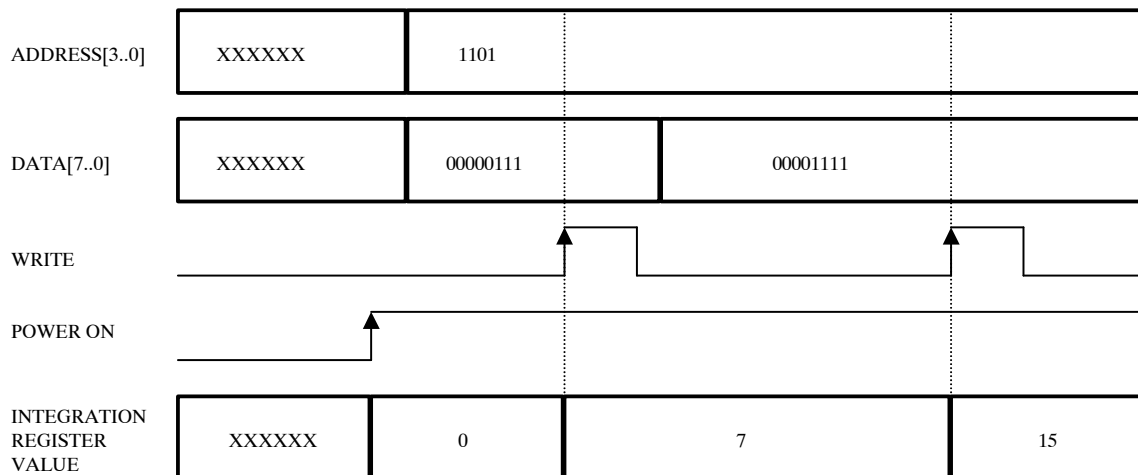 ADDRESS[3..0] XXXXXX 1101
DATA[7..0] XXXXXX 00000111 00001111
WRITE
POWER ON
INTEGRATION
REGISTER XXXXXX 0 7 15
VALUE